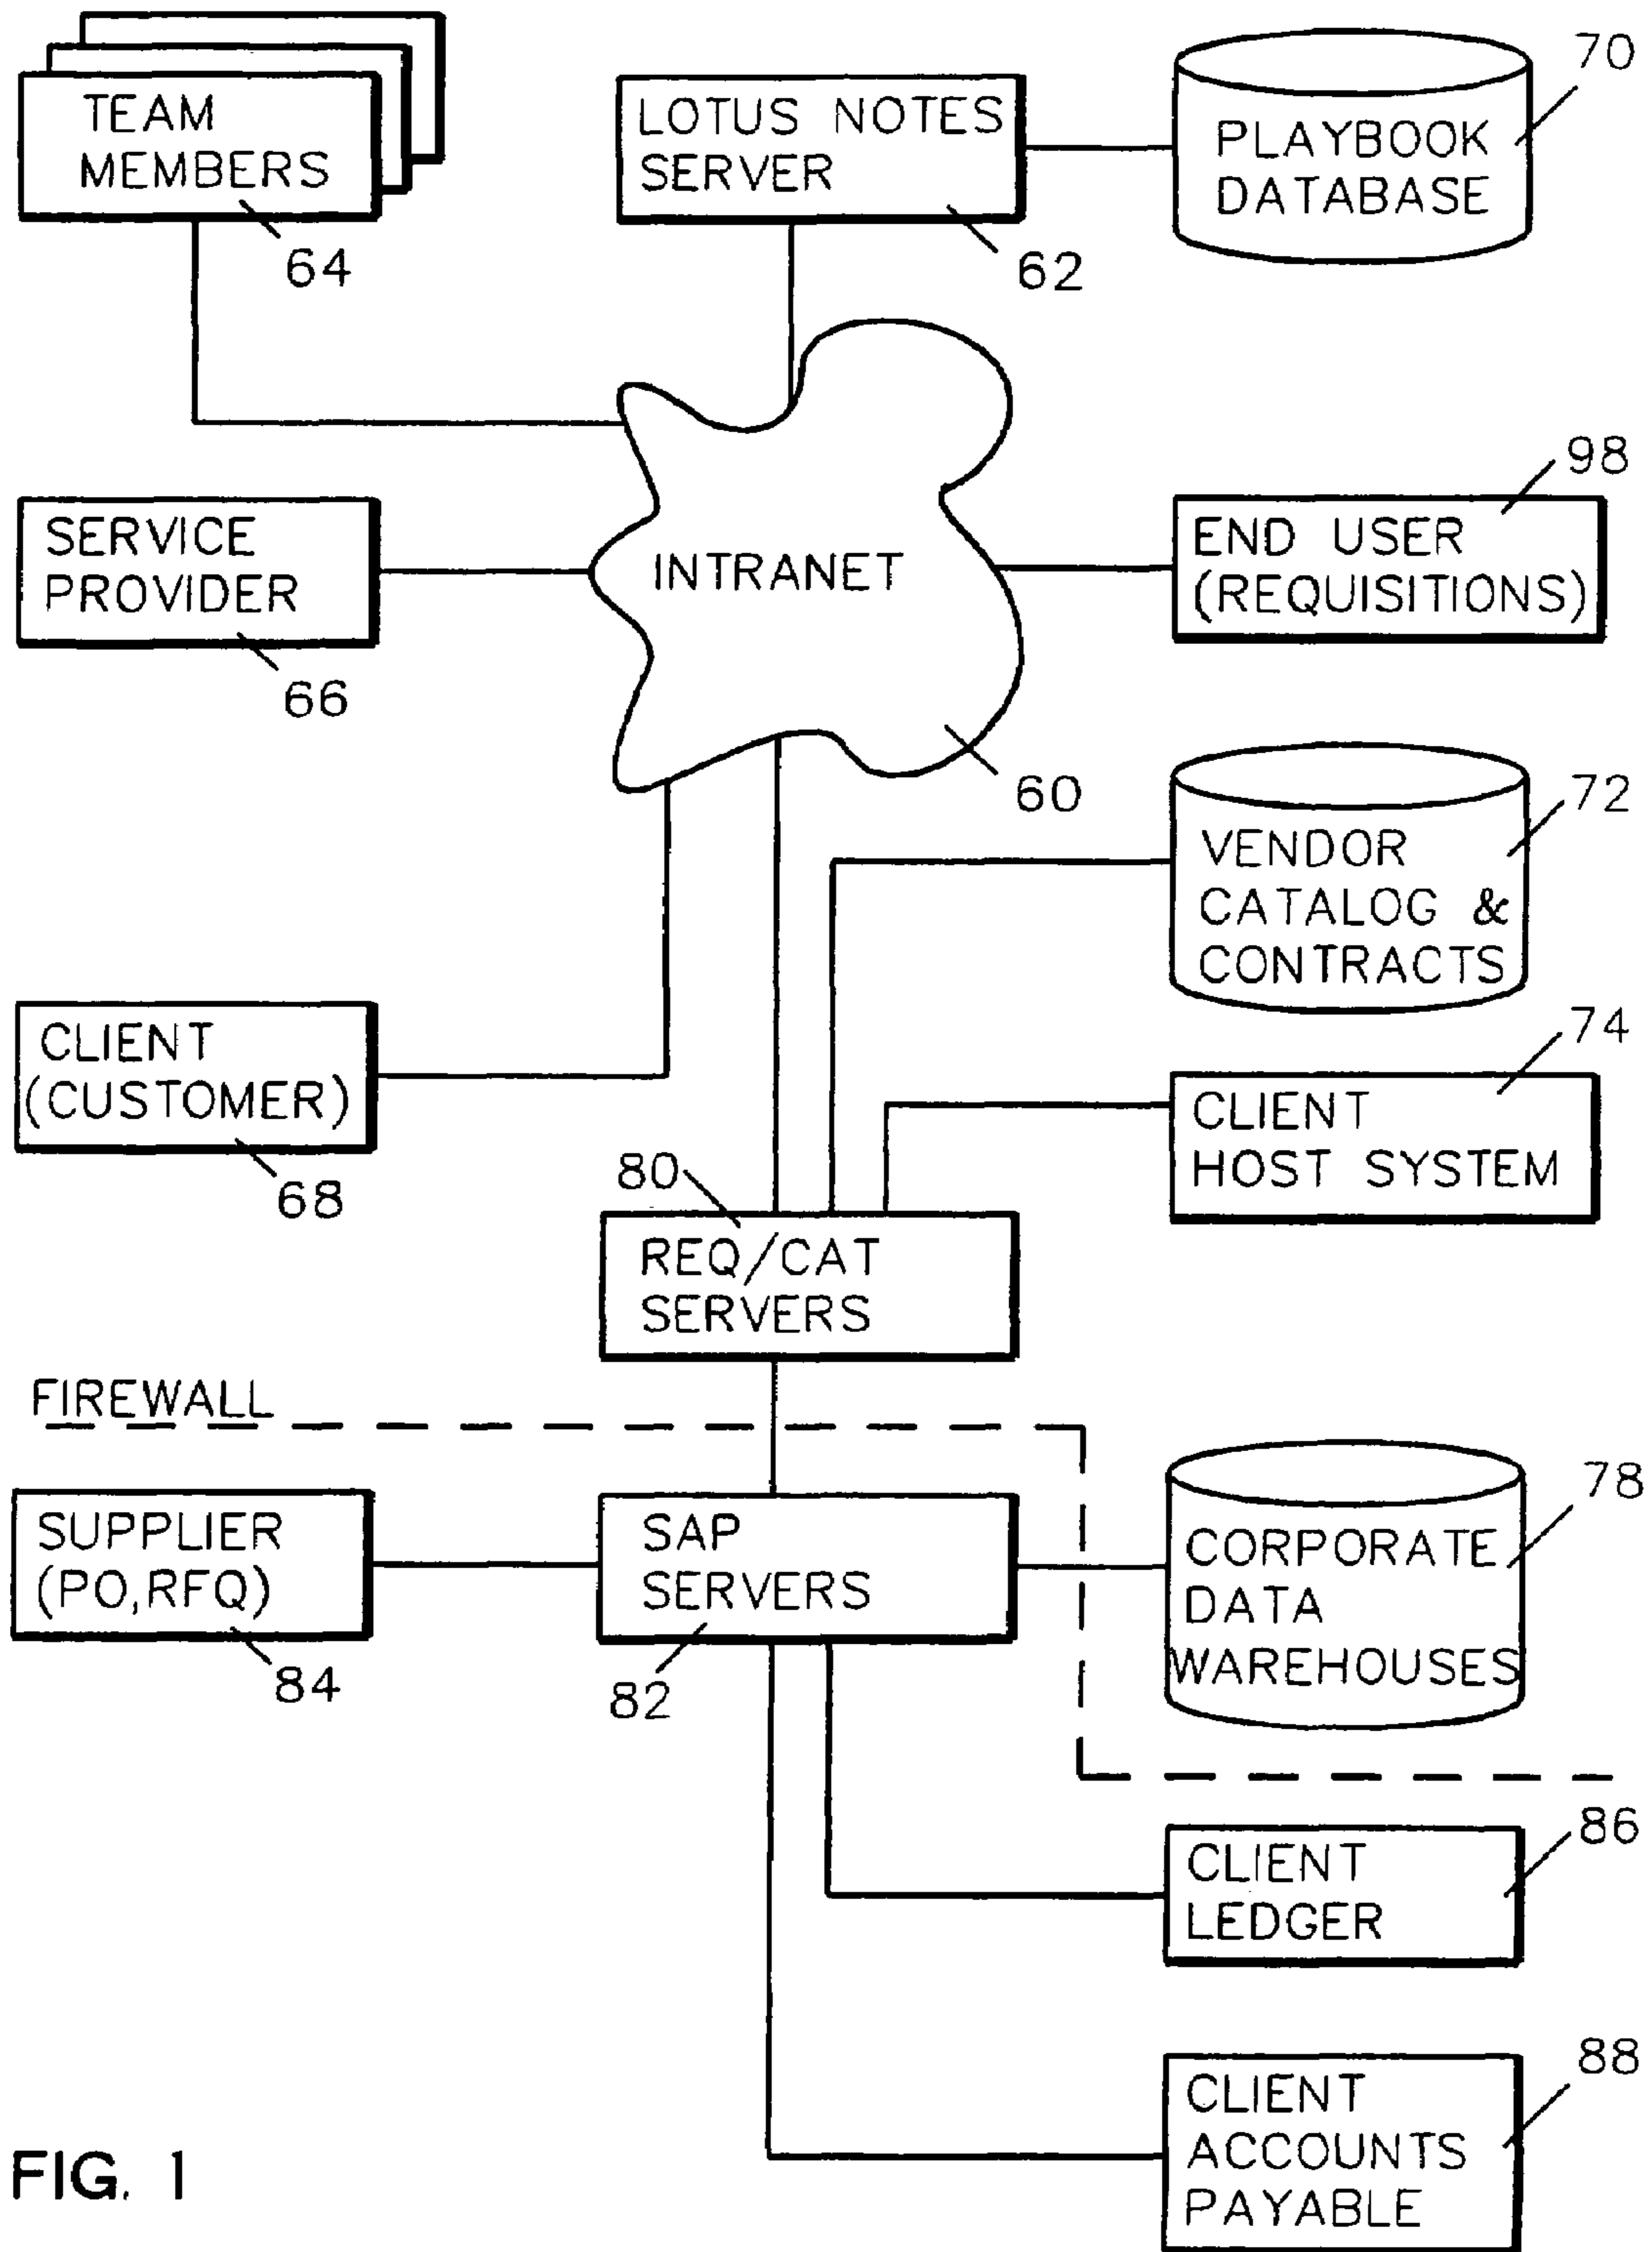 TEAM
MEMBERS
64
LOTUS NOTES
SERVER
62
PLAYBOOK
DATABASE
70
SERVICE
PROVIDER
66
INTRANET
60
END USER
(REQUISITIONS)
98
VENDOR
CATALOG &
CONTRACTS
72
CLIENT
(CUSTOMER)
68
CLIENT
HOST SYSTEM
74
80
REQ/CAT
SERVERS
FIREWALL
SUPPLIER
(PO,RFQ)
84
SAP
SERVERS
82
CORPORATE
DATA
WAREHOUSES
78
CLIENT
LEDGER
86
CLIENT
ACCOUNTS
PAYABLE
88
FIG. 1